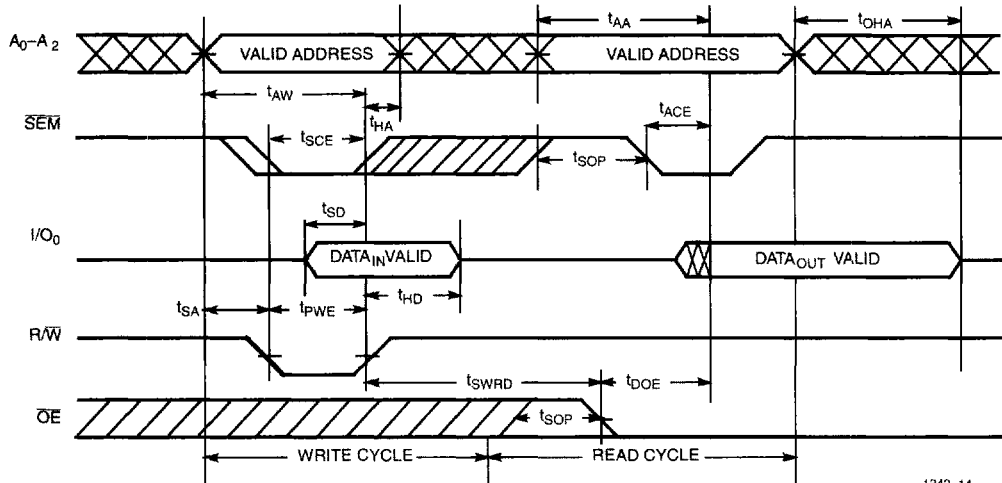 tAA
tOHA
A0–A2
VALID ADDRESS
VALID ADDRESS
tAW
tHA
tACE
SEM
tSCE
tSOP
tSD
I/O0
DATAIN VALID
DATAOUT VALID
tSA
tPWE
tHD
R/W
tSWRD
tDOE
OE
tSOP
WRITE CYCLE
READ CYCLE